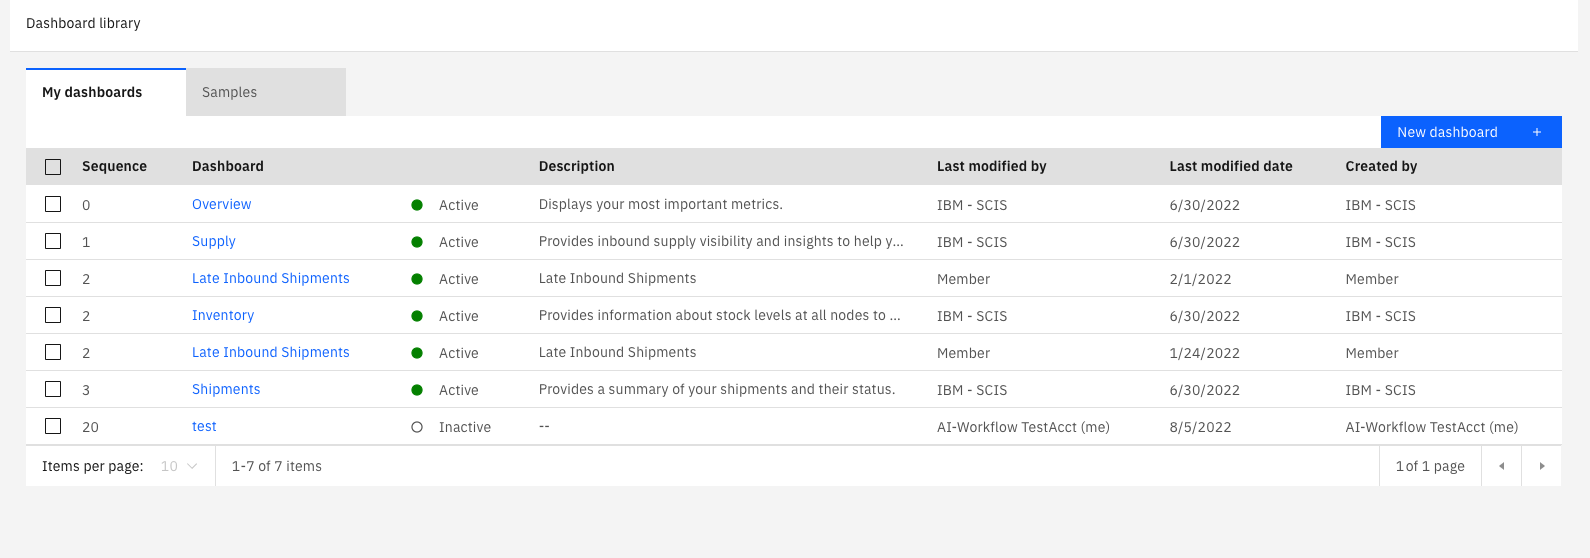 Dashboard library
My dashboards Samples
New dashboard +
Sequence Dashboard Description Last modified by Last modified date Created by
0 Overview Active Displays your most important metrics. IBM - SCIS 6/30/2022 IBM - SCIS
1 Supply Active Provides inbound supply visibility and insights to help y... IBM - SCIS 6/30/2022 IBM - SCIS
2 Late Inbound Shipments Active Late Inbound Shipments Member 2/1/2022 Member
2 Inventory Active Provides information about stock levels at all nodes to ... IBM - SCIS 6/30/2022 IBM - SCIS
2 Late Inbound Shipments Active Late Inbound Shipments Member 1/24/2022 Member
3 Shipments Active Provides a summary of your shipments and their status. IBM - SCIS 6/30/2022 IBM - SCIS
20 test Inactive -- AI-Workflow TestAcct (me) 8/5/2022 AI-Workflow TestAcct (me)
Items per page: 10 1-7 of 7 items 1 of 1 page